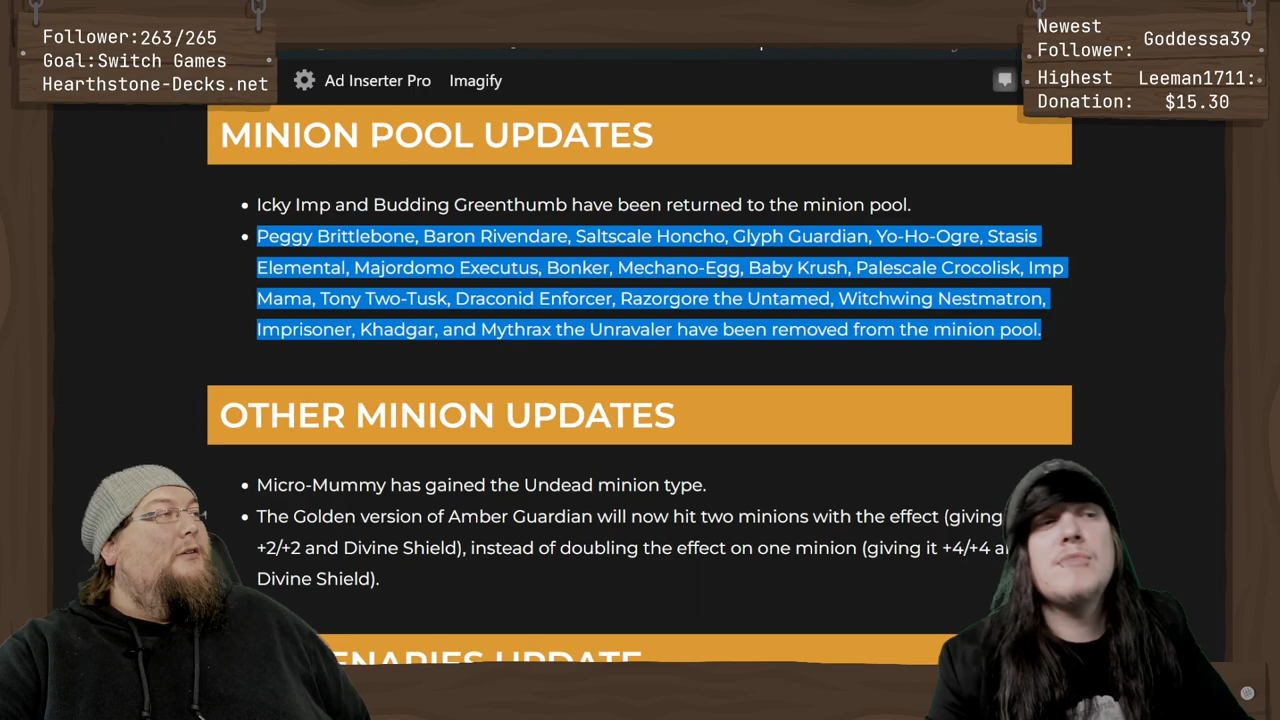 Follower:263/265
Goal:Switch Games
Hearthstone-Decks.net
Newest Follower: Goddessa39
Highest Donation: Leeman1711: $15.30
Ad Inserter Pro Imagify
MINION POOL UPDATES
Icky Imp and Budding Greenthumb have been returned to the minion pool.
Peggy Brittlebone, Baron Rivendare, Saltscale Honcho, Glyph Guardian, Yo-Ho-Ogre, Stasis
Elemental, Majordomo Executus, Bonker, Mechano-Egg, Baby Krush, Palescale Crocolisk, Imp
Mama, Tony Two-Tusk, Draconid Enforcer, Razorgore the Untamed, Witchwing Nestmatron,
Imprisoner, Khadgar, and Mythrax the Unravaler have been removed from the minion pool.
OTHER MINION UPDATES
Micro-Mummy has gained the Undead minion type.
The Golden version of Amber Guardian will now hit two minions with the effect (giving
+2/+2 and Divine Shield), instead of doubling the effect on one minion (giving it +4/+4
Divine Shield).